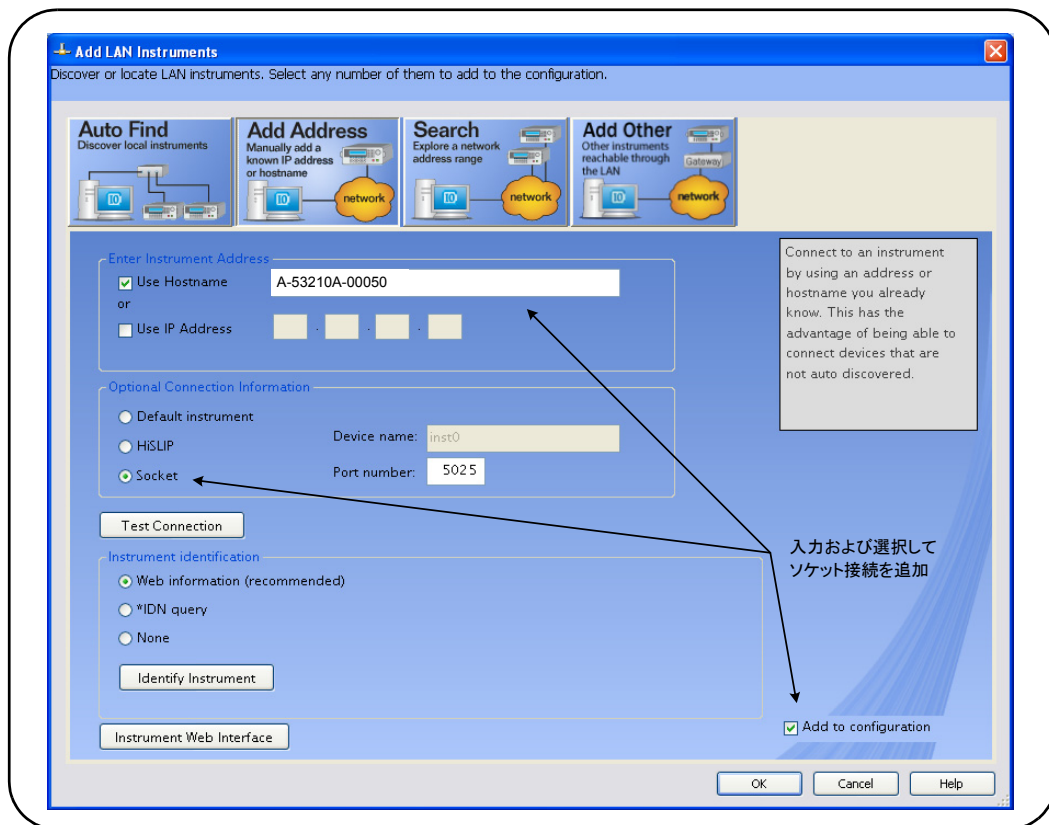 Add LAN Instruments
Discover or locate LAN instruments. Select any number of them to add to the configuration.
Auto Find
Discover local instruments
IO
Add Address
Manually add a
known IP address
or hostname
IO
network
Search
Explore a network
address range
IO
network
Add Other
Other instruments
reachable through
the LAN
Gateway
IO
network
Enter Instrument Address
Use Hostname
A-53210A-00050
or
Use IP Address
. . .
Connect to an instrument
by using an address or
hostname you already
know. This has the
advantage of being able to
connect devices that are
not auto discovered.
Optional Connection Information
Default instrument
HiSLIP
Socket
Device name: inst0
Port number: 5025
Test Connection
入力および選択して
ソケット接続を追加
Instrument identification
Web information (recommended)
*IDN query
None
Identify Instrument
Instrument Web Interface
Add to configuration
OK
Cancel
Help